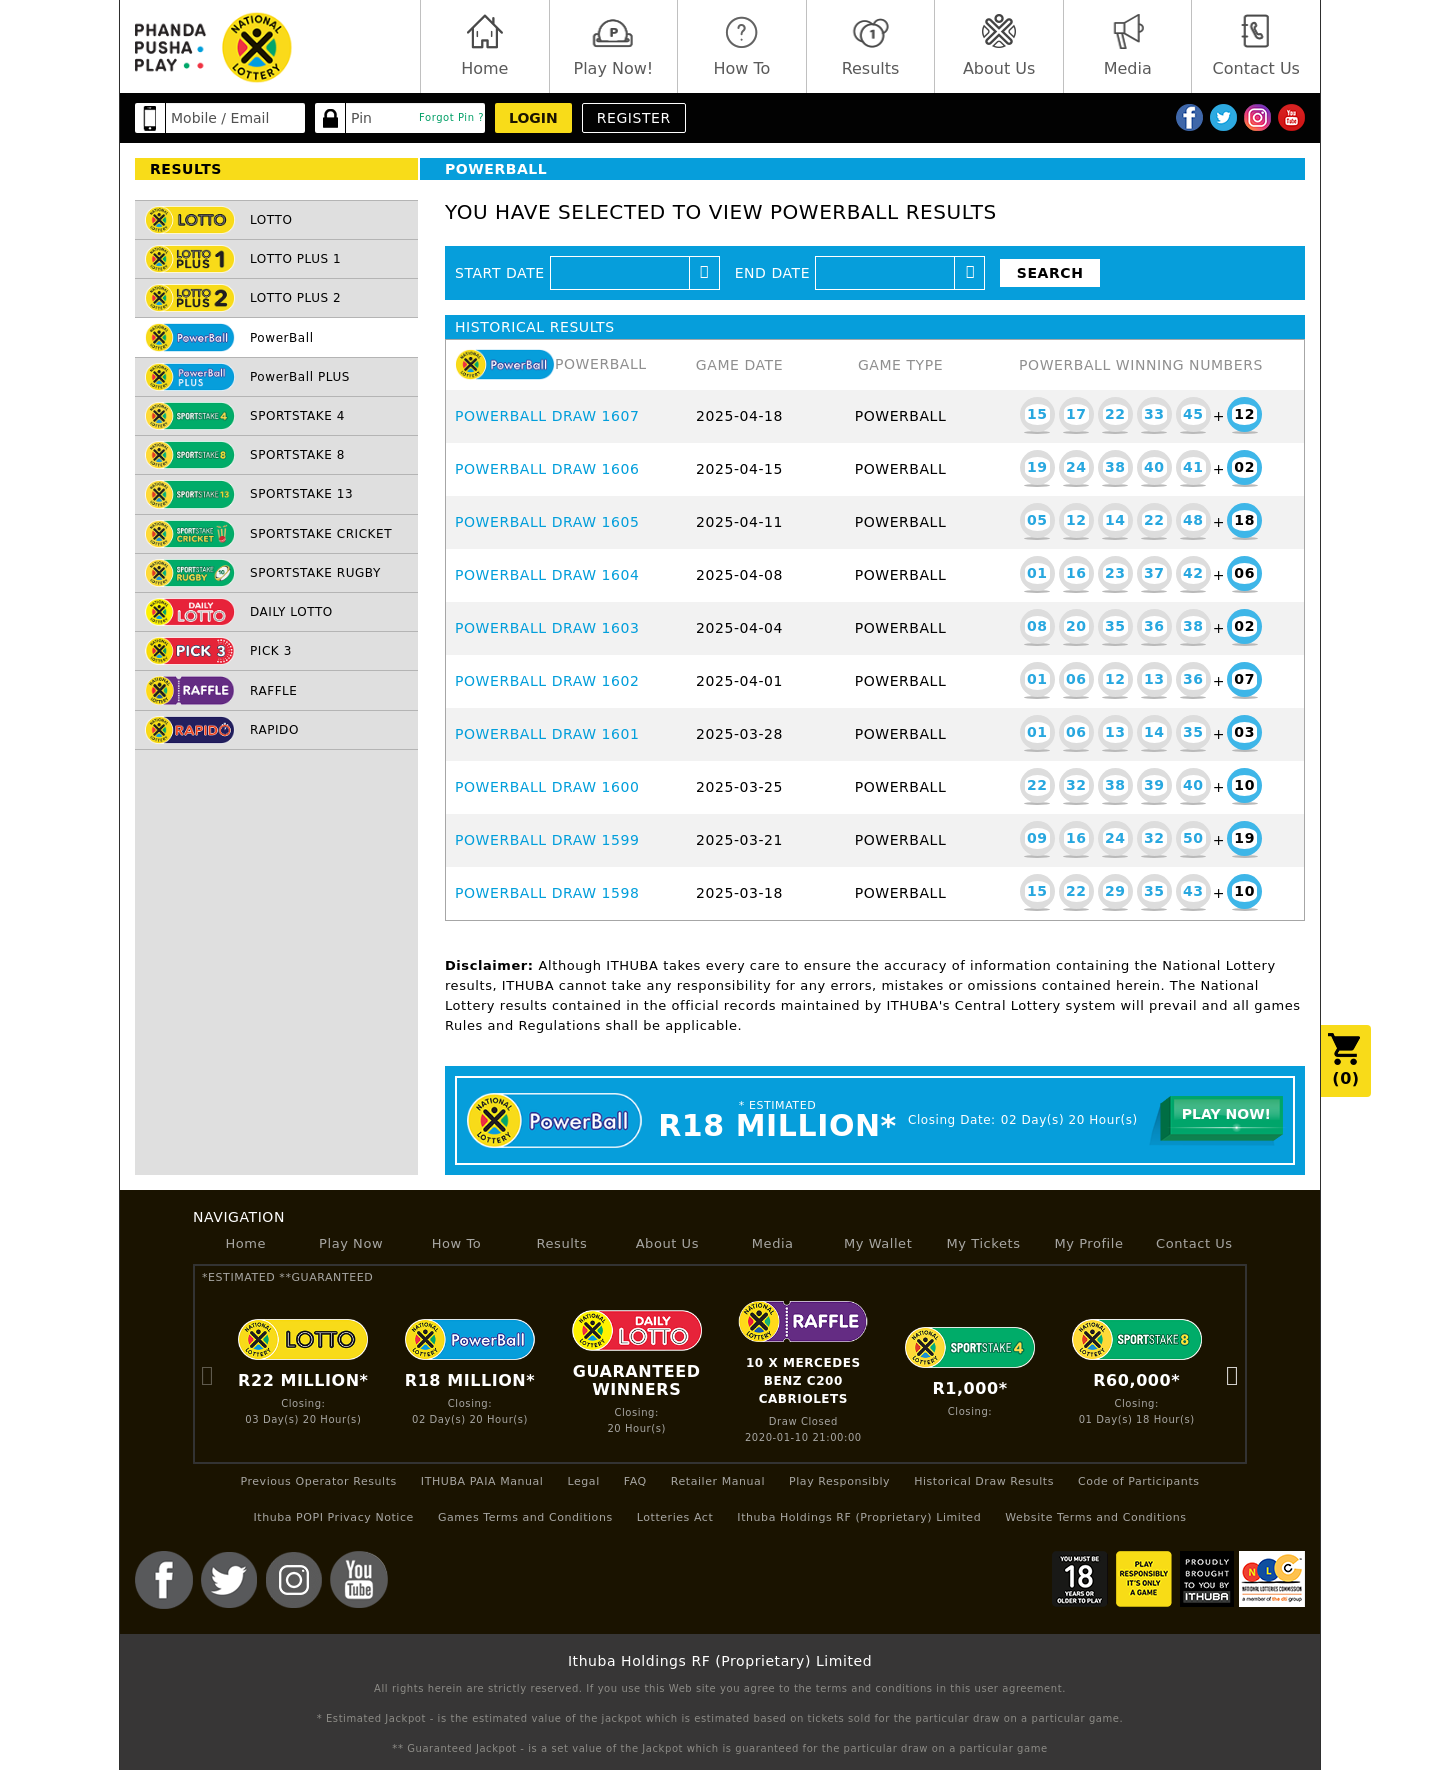 PHANDA
PUSHA
PLAY
NATIONAL
LOTTERY
Home
Play Now!
How To
Results
About Us
Media
Contact Us
Mobile / Email
Pin
Forgot Pin ?
LOGIN
REGISTER
RESULTS
LOTTO LOTTO
LOTTO PLUS 1 LOTTO PLUS 1
LOTTO PLUS 2 LOTTO PLUS 2
PowerBall PowerBall
PowerBall PLUS PowerBall PLUS
SPORTSTAKE 4 SPORTSTAKE 4
SPORTSTAKE 8 SPORTSTAKE 8
SPORTSTAKE 13 SPORTSTAKE 13
SPORTSTAKE CRICKET SPORTSTAKE CRICKET
SPORTSTAKE RUGBY SPORTSTAKE RUGBY
DAILY LOTTO DAILY LOTTO
PICK 3 PICK 3
RAFFLE RAFFLE
RAPIDO RAPIDO
POWERBALL
YOU HAVE SELECTED TO VIEW POWERBALL RESULTS
START DATE END DATE SEARCH
HISTORICAL RESULTS
PowerBall POWERBALL GAME DATE GAME TYPE POWERBALL WINNING NUMBERS
POWERBALL DRAW 1607 2025-04-18 POWERBALL 15 17 22 33 45 + 12
POWERBALL DRAW 1606 2025-04-15 POWERBALL 19 24 38 40 41 + 02
POWERBALL DRAW 1605 2025-04-11 POWERBALL 05 12 14 22 48 + 18
POWERBALL DRAW 1604 2025-04-08 POWERBALL 01 16 23 37 42 + 06
POWERBALL DRAW 1603 2025-04-04 POWERBALL 08 20 35 36 38 + 02
POWERBALL DRAW 1602 2025-04-01 POWERBALL 01 06 12 13 36 + 07
POWERBALL DRAW 1601 2025-03-28 POWERBALL 01 06 13 14 35 + 03
POWERBALL DRAW 1600 2025-03-25 POWERBALL 22 32 38 39 40 + 10
POWERBALL DRAW 1599 2025-03-21 POWERBALL 09 16 24 32 50 + 19
POWERBALL DRAW 1598 2025-03-18 POWERBALL 15 22 29 35 43 + 10
Disclaimer: Although ITHUBA takes every care to ensure the accuracy of information containing the National Lottery
results, ITHUBA cannot take any responsibility for any errors, mistakes or omissions contained herein. The National
Lottery results contained in the official records maintained by ITHUBA's Central Lottery system will prevail and all games
Rules and Regulations shall be applicable.
(0)
NATIONAL LOTTERY PowerBall
* ESTIMATED
R18 MILLION*
Closing Date: 02 Day(s) 20 Hour(s)
PLAY NOW!
NAVIGATION
Home Play Now How To Results About Us Media My Wallet My Tickets My Profile Contact Us
*ESTIMATED **GUARANTEED
LOTTO
R22 MILLION*
Closing:
03 Day(s) 20 Hour(s)
PowerBall
R18 MILLION*
Closing:
02 Day(s) 20 Hour(s)
DAILY LOTTO
GUARANTEED
WINNERS
Closing:
20 Hour(s)
RAFFLE
10 X MERCEDES
BENZ C200
CABRIOLETS
Draw Closed
2020-01-10 21:00:00
SPORTSTAKE 4
R1,000*
Closing:
SPORTSTAKE 8
R60,000*
Closing:
01 Day(s) 18 Hour(s)
Previous Operator Results ITHUBA PAIA Manual Legal FAQ Retailer Manual Play Responsibly Historical Draw Results Code of Participants
Ithuba POPI Privacy Notice Games Terms and Conditions Lotteries Act Ithuba Holdings RF (Proprietary) Limited Website Terms and Conditions
You
Tube
YOU MUST BE
18
YEARS OR
OLDER TO PLAY
PLAY
RESPONSIBLY
IT'S ONLY
A GAME
PROUDLY
BROUGHT
TO YOU BY
ITHUBA
NLC
NATIONAL LOTTERIES COMMISSION
a member of the dti group
Ithuba Holdings RF (Proprietary) Limited
All rights herein are strictly reserved. If you use this Web site you agree to the terms and conditions in this user agreement.
* Estimated Jackpot - is the estimated value of the jackpot which is estimated based on tickets sold for the particular draw on a particular game.
** Guaranteed Jackpot - is a set value of the Jackpot which is guaranteed for the particular draw on a particular game